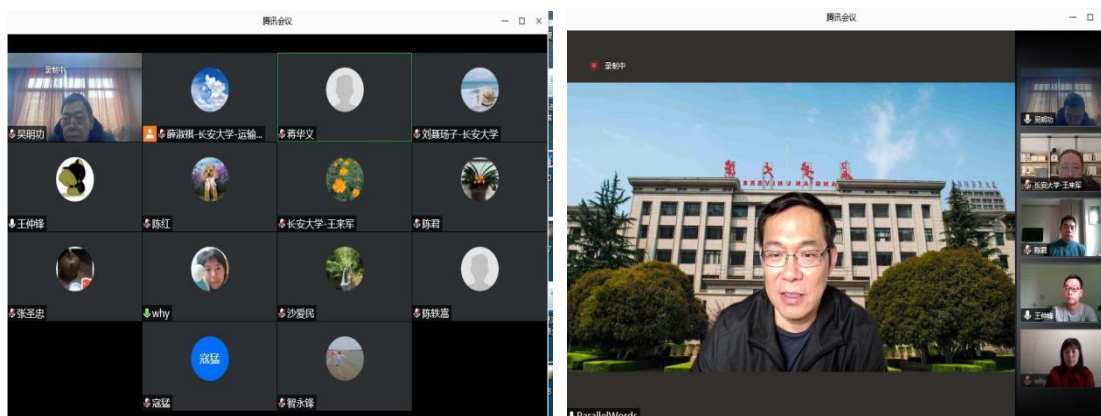 腾讯会议
录制中
吴明功
薛淑祺-长安大学-运输...
蒋华义
刘聂玚子-长安大学
王仲锋
陈红
长安大学-王来军
陈君
张圣忠
why
沙爱民
陈轶嵩
寇猛
寇猛
智永锋
腾讯会议
录制中
吴明功
长安大学-王来军
陈君
王仲锋
why
ParallelWords